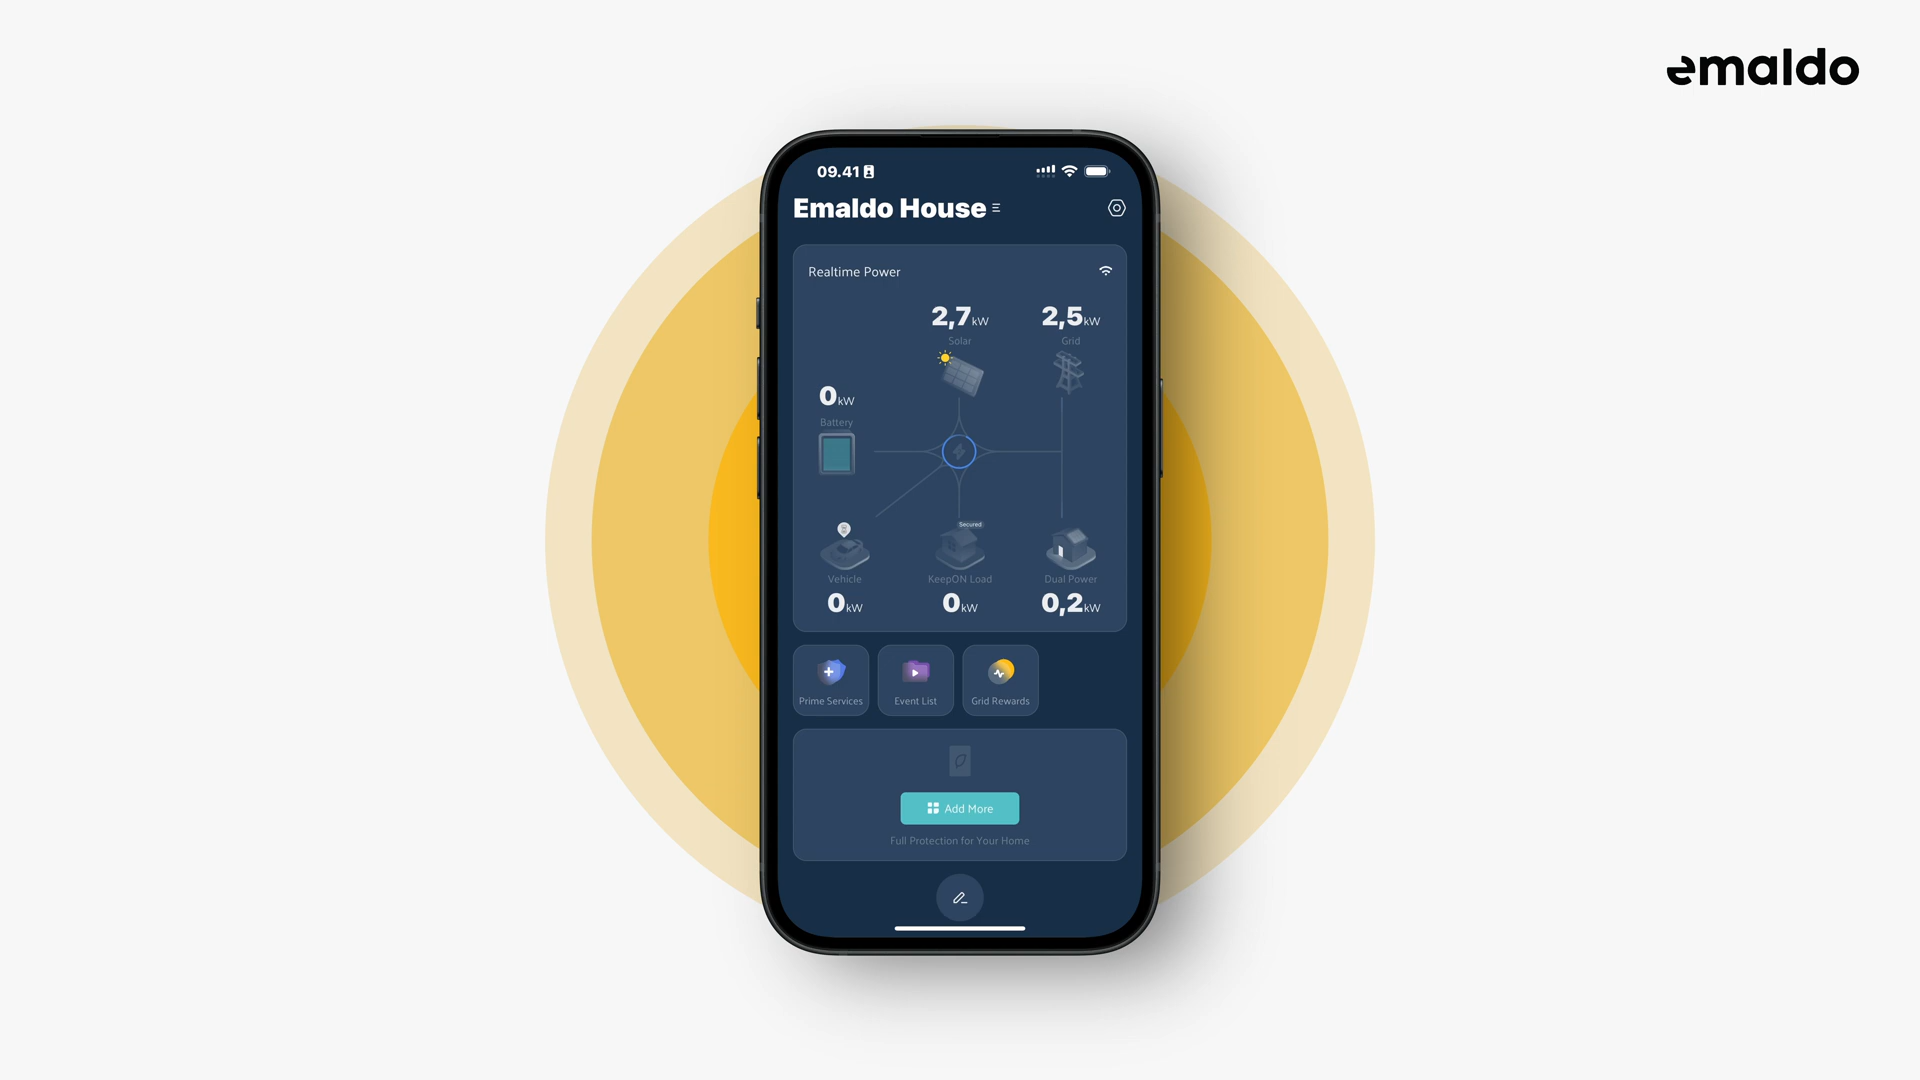 emaldo
09.41
Emaldo House
Realtime Power
2,7kW
Solar
2,5kW
Grid
0kW
Battery
Secured
Vehicle
0kW
KeepON Load
0kW
Dual Power
0,2kW
Prime Services
Event List
Grid Rewards
Add More
Full Protection for Your Home